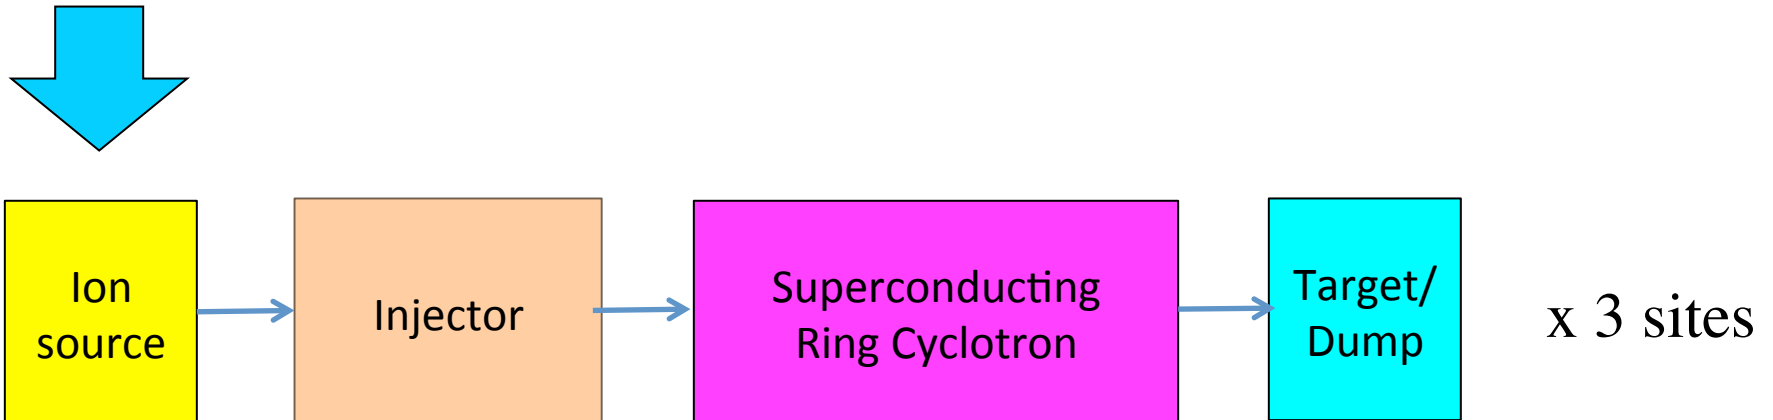 Ion
source
Injector
Superconducting
Ring Cyclotron
Target/
Dump
x 3 sites